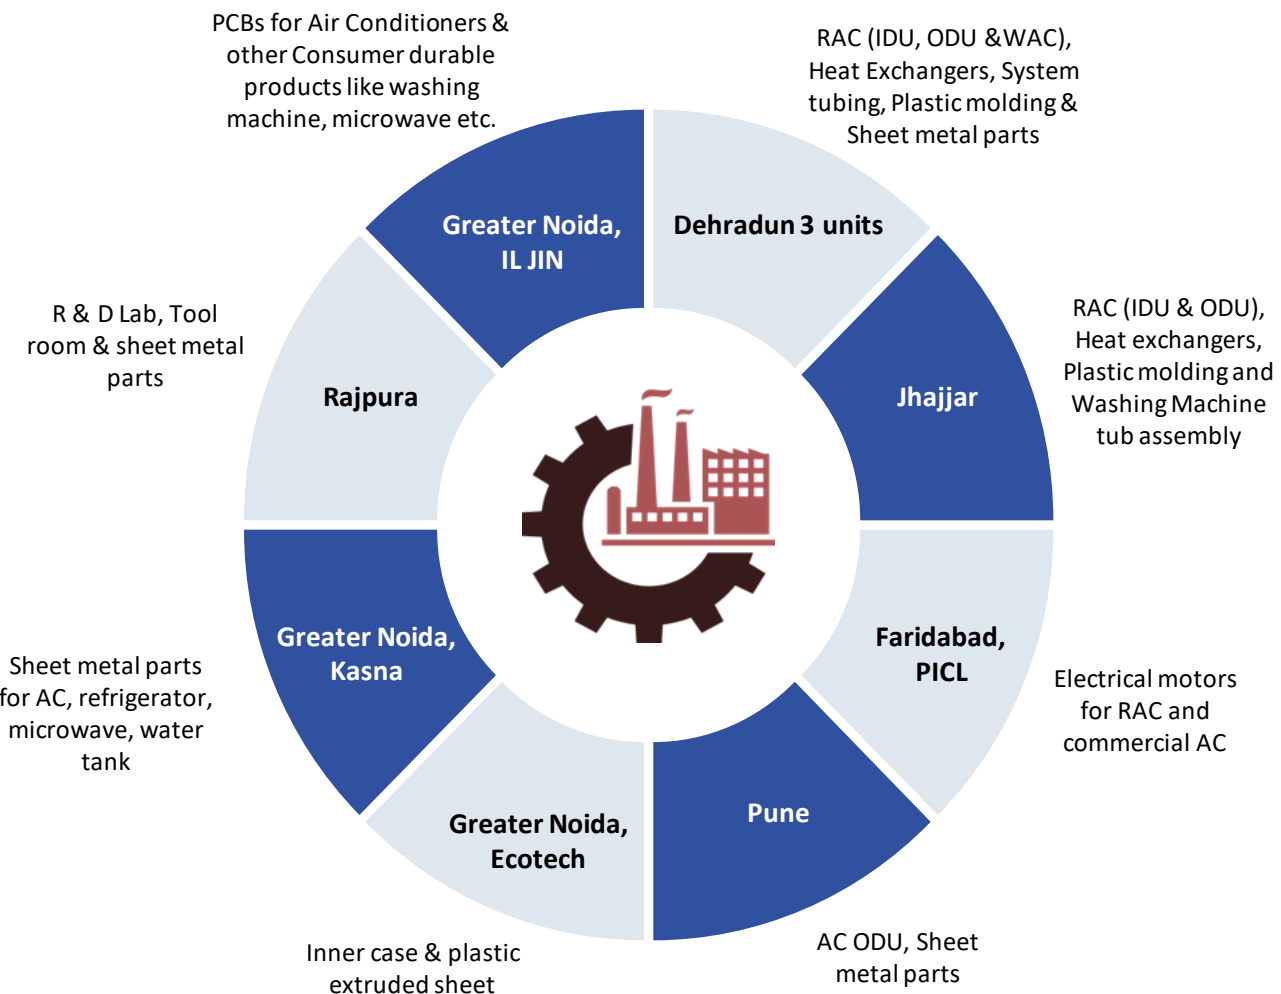 PCBs for Air Conditioners &
other Consumer durable
products like washing
machine, microwave etc.
RAC (IDU, ODU &WAC),
Heat Exchangers, System
tubing, Plastic molding &
Sheet metal parts
Greater Noida,
IL JIN
Dehradun 3 units
R & D Lab, Tool
room & sheet metal
parts
Rajpura
Jhajjar
RAC (IDU & ODU),
Heat exchangers,
Plastic molding and
Washing Machine
tub assembly
Greater Noida,
Kasna
Sheet metal parts
for AC, refrigerator,
microwave, water
tank
Faridabad,
PICL
Electrical motors
for RAC and
commercial AC
Greater Noida,
Ecotech
Pune
Inner case & plastic
extruded sheet
AC ODU, Sheet
metal parts